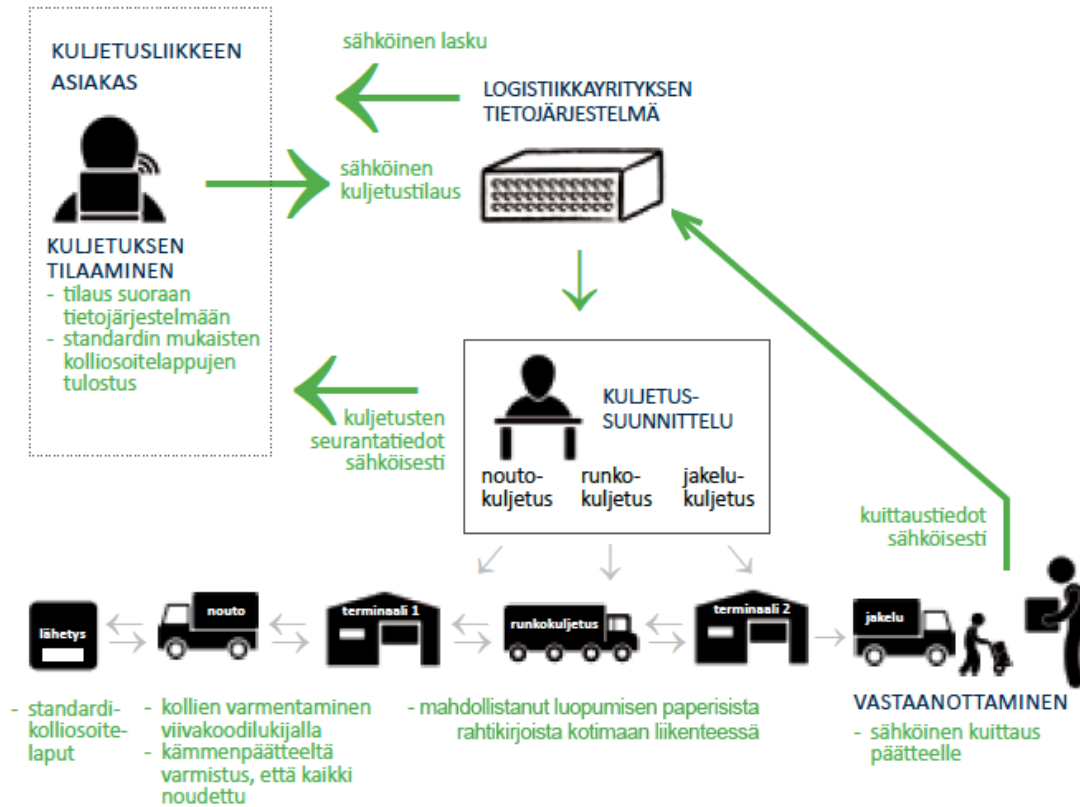 KULJETUSLIIKKEEN
ASIAKAS
sähköinen lasku
LOGISTIIKKAYRITYKSEN
TIETOJÄRJESTELMÄ
sähköinen
kuljetustilaus
KULJETUKSEN
TILAAMINEN
- tilaus suoraan
tietojärjestelmään
- standardin mukaisten
kolliosoitelappujen
tulostus
kuljetusten
seurantatiedot
sähköisesti
KULJETUS-
SUUNNITTELU
nouto-
kuljetus
runko-
kuljetus
jakelu-
kuljetus
kuittaustiedot
sähköisesti
lähetys
nouto
terminaali 1
runkokuljetus
terminaali 2
jakelu
- standardi-
kolliosoite-
laput
- kollien varmentaminen
viivakoodilukijalla
- kämmenpäätteeltä
varmistus, että kaikki
noudettu
- mahdollistanut luopumisen paperisista
rahtikirjoista kotimaan liikenteessä
VASTAANOTTAMINEN
- sähköinen kuittaus
päätteelle